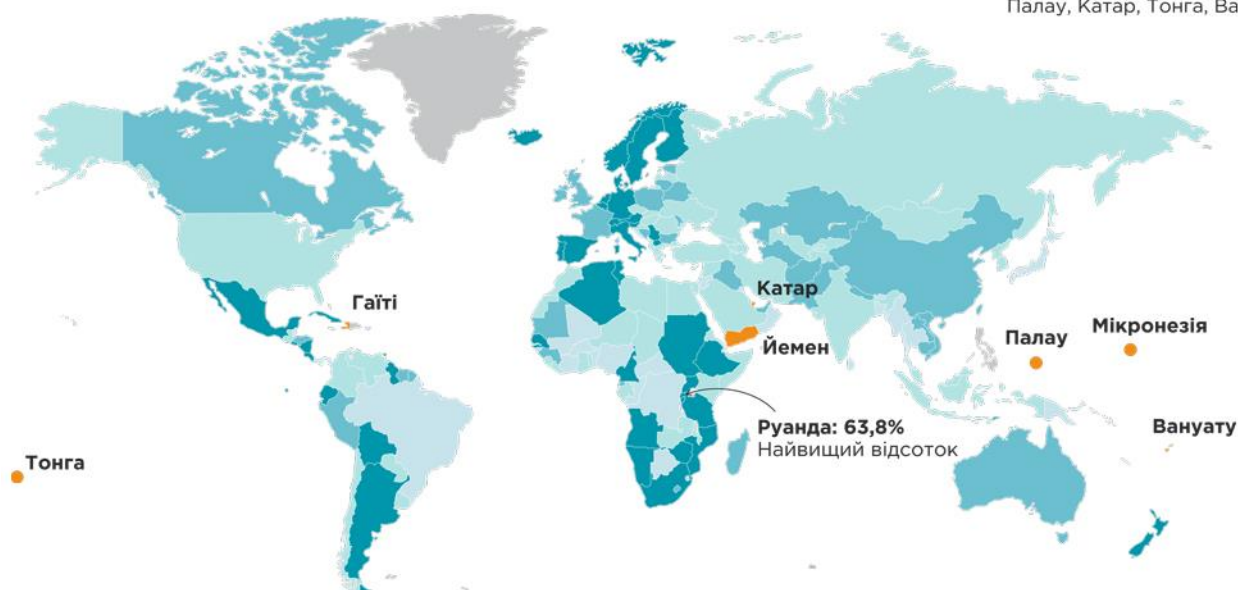 Палау, Катар, Тонга, Ва
Гаїті
Катар
Йемен
Палау
Мікронезія
Руанда: 63,8%
Найвищий відсоток
Вануату
Тонга